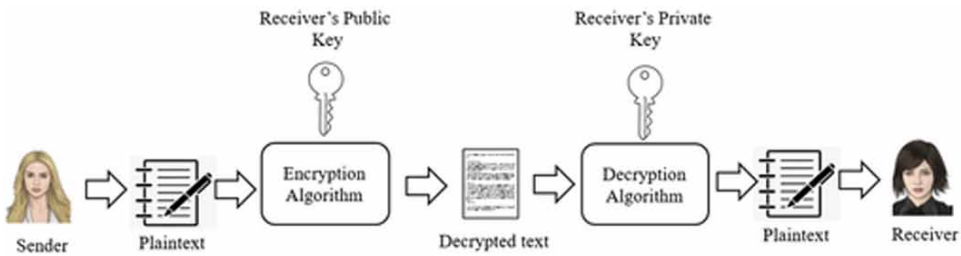 Receiver's Public
Key
Receiver's Private
Key
Encryption
Algorithm
Decryption
Algorithm
Sender
Plaintext
Decrypted text
Plaintext
Receiver